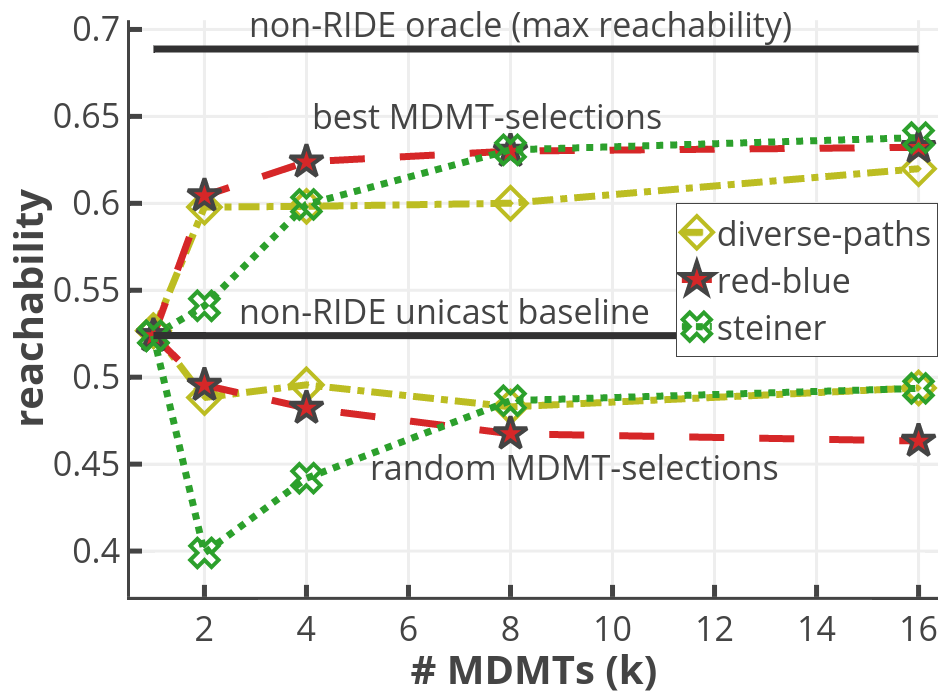 non-RIDE oracle (max reachability)
best MDMT-selections
non-RIDE unicast baseline
random MDMT-selections
diverse-paths
red-blue
steiner
reachability
0.7
0.65
0.6
0.55
0.5
0.45
0.4
2 4 6 8 10 12 14 16
# MDMTs (k)